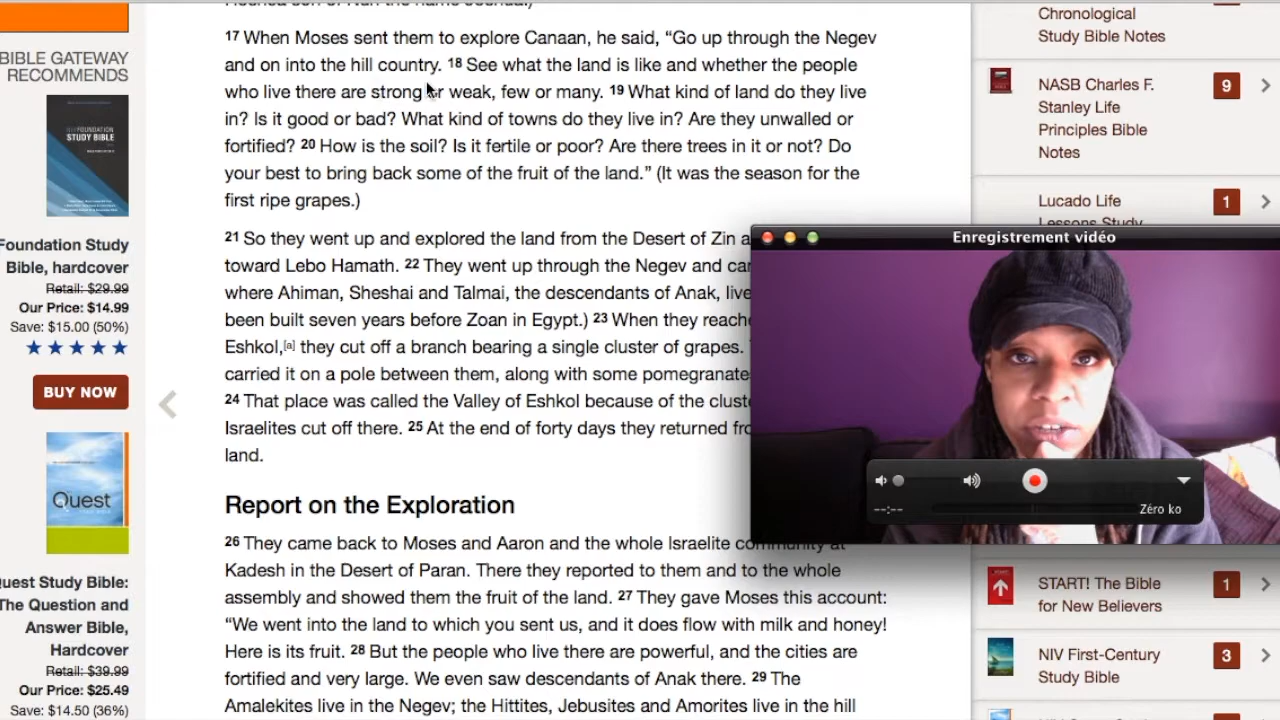 BIBLE GATEWAY
RECOMMENDS
FOUNDATION
STUDY BIBLE
Foundation Study
Bible, hardcover
Retail: $29.99
Our Price: $14.99
Save: $15.00 (50%)
BUY NOW
Quest
uest Study Bible:
The Question and
Answer Bible,
Hardcover
Retail: $39.99
Our Price: $25.49
Save: $14.50 (36%)
17 When Moses sent them to explore Canaan, he said, “Go up through the Negev
and on into the hill country. 18 See what the land is like and whether the people
who live there are strong or weak, few or many. 19 What kind of land do they live
in? Is it good or bad? What kind of towns do they live in? Are they unwalled or
fortified? 20 How is the soil? Is it fertile or poor? Are there trees in it or not? Do
your best to bring back some of the fruit of the land.” (It was the season for the
first ripe grapes.)
21 So they went up and explored the land from the Desert of Zin a
toward Lebo Hamath. 22 They went up through the Negev and ca
where Ahiman, Sheshai and Talmai, the descendants of Anak, live
been built seven years before Zoan in Egypt.) 23 When they reache
Eshkol,[a] they cut off a branch bearing a single cluster of grapes.
carried it on a pole between them, along with some pomegranate
24 That place was called the Valley of Eshkol because of the cluste
Israelites cut off there. 25 At the end of forty days they returned fro
land.
Report on the Exploration
26 They came back to Moses and Aaron and the whole Israelite community at
Kadesh in the Desert of Paran. There they reported to them and to the whole
assembly and showed them the fruit of the land. 27 They gave Moses this account:
“We went into the land to which you sent us, and it does flow with milk and honey!
Here is its fruit. 28 But the people who live there are powerful, and the cities are
fortified and very large. We even saw descendants of Anak there. 29 The
Amalekites live in the Negev; the Hittites, Jebusites and Amorites live in the hill
Chronological
Study Bible Notes
NASB Charles F.
Stanley Life
Principles Bible
Notes
9
Lucado Life
Lessons Study
1
Enregistrement vidéo
--:--
Zéro ko
START! The Bible
for New Believers
1
NIV First-Century
Study Bible
3